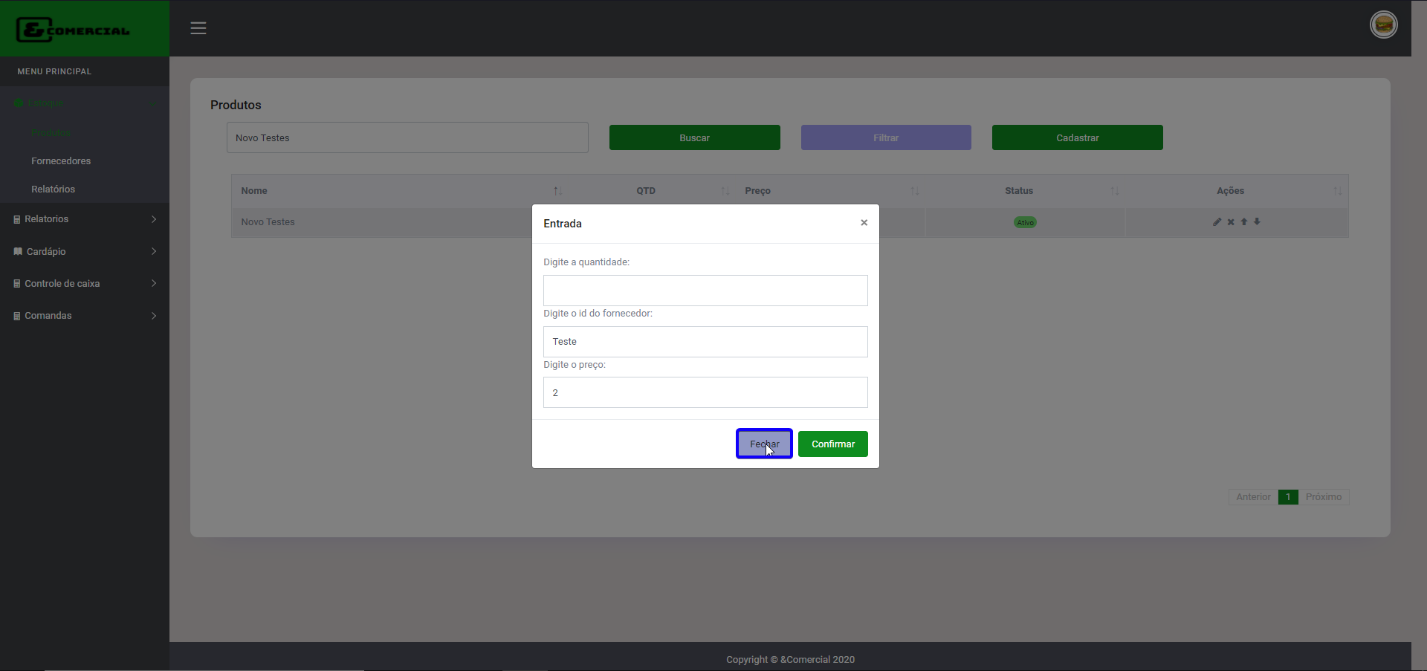 & COMERCIAL
MENU PRINCIPAL
Fornecedores
Relatórios
Relatorios
Cardápio
Controle de caixa
Comandas
Produtos
Novo Testes
Buscar
Filtrar
Cadastrar
Nome QTD Preço Status Ações
Novo Testes Ativo
Entrada ×
Digite a quantidade:
Digite o id do fornecedor:
Teste
Digite o preço:
2
Fechar Confirmar
Anterior 1 Próximo
Copyright © &Comercial 2020